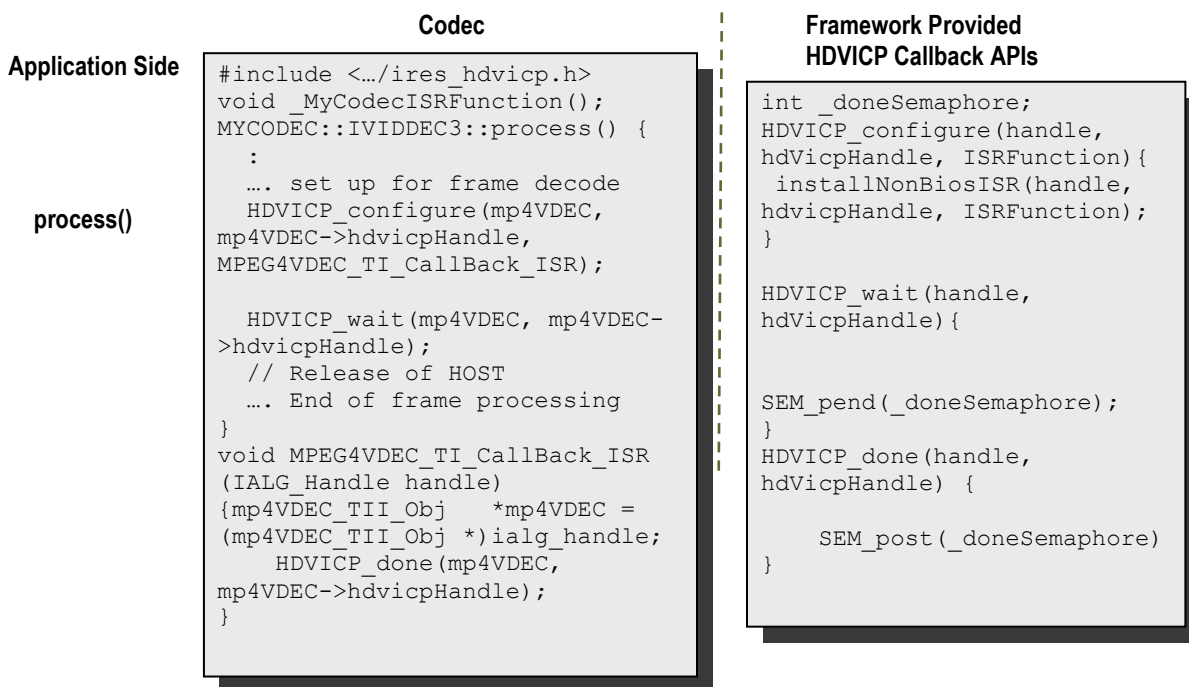 Codec
Framework Provided
HDVICP Callback APIs
Application Side
process()
#include <…/ires_hdvicp.h>
void _MyCodecISRFunction();
MYCODEC::IVIDDEC3::process() {
:
…. set up for frame decode
HDVICP_configure(mp4VDEC,
mp4VDEC->hdvicpHandle,
MPEG4VDEC_TI_CallBack_ISR);
HDVICP_wait(mp4VDEC, mp4VDEC-
>hdvicpHandle);
// Release of HOST
…. End of frame processing
}
void MPEG4VDEC_TI_CallBack_ISR
(IALG_Handle handle)
{mp4VDEC_TII_Obj   *mp4VDEC =
(mp4VDEC_TII_Obj *)ialg_handle;
HDVICP_done(mp4VDEC,
mp4VDEC->hdvicpHandle);
}
int _doneSemaphore;
HDVICP_configure(handle,
hdVicpHandle, ISRFunction){
installNonBiosISR(handle,
hdvicpHandle, ISRFunction);
}
HDVICP_wait(handle,
hdVicpHandle){
SEM_pend(_doneSemaphore);
}
HDVICP_done(handle,
hdVicpHandle) {
SEM_post(_doneSemaphore)
}